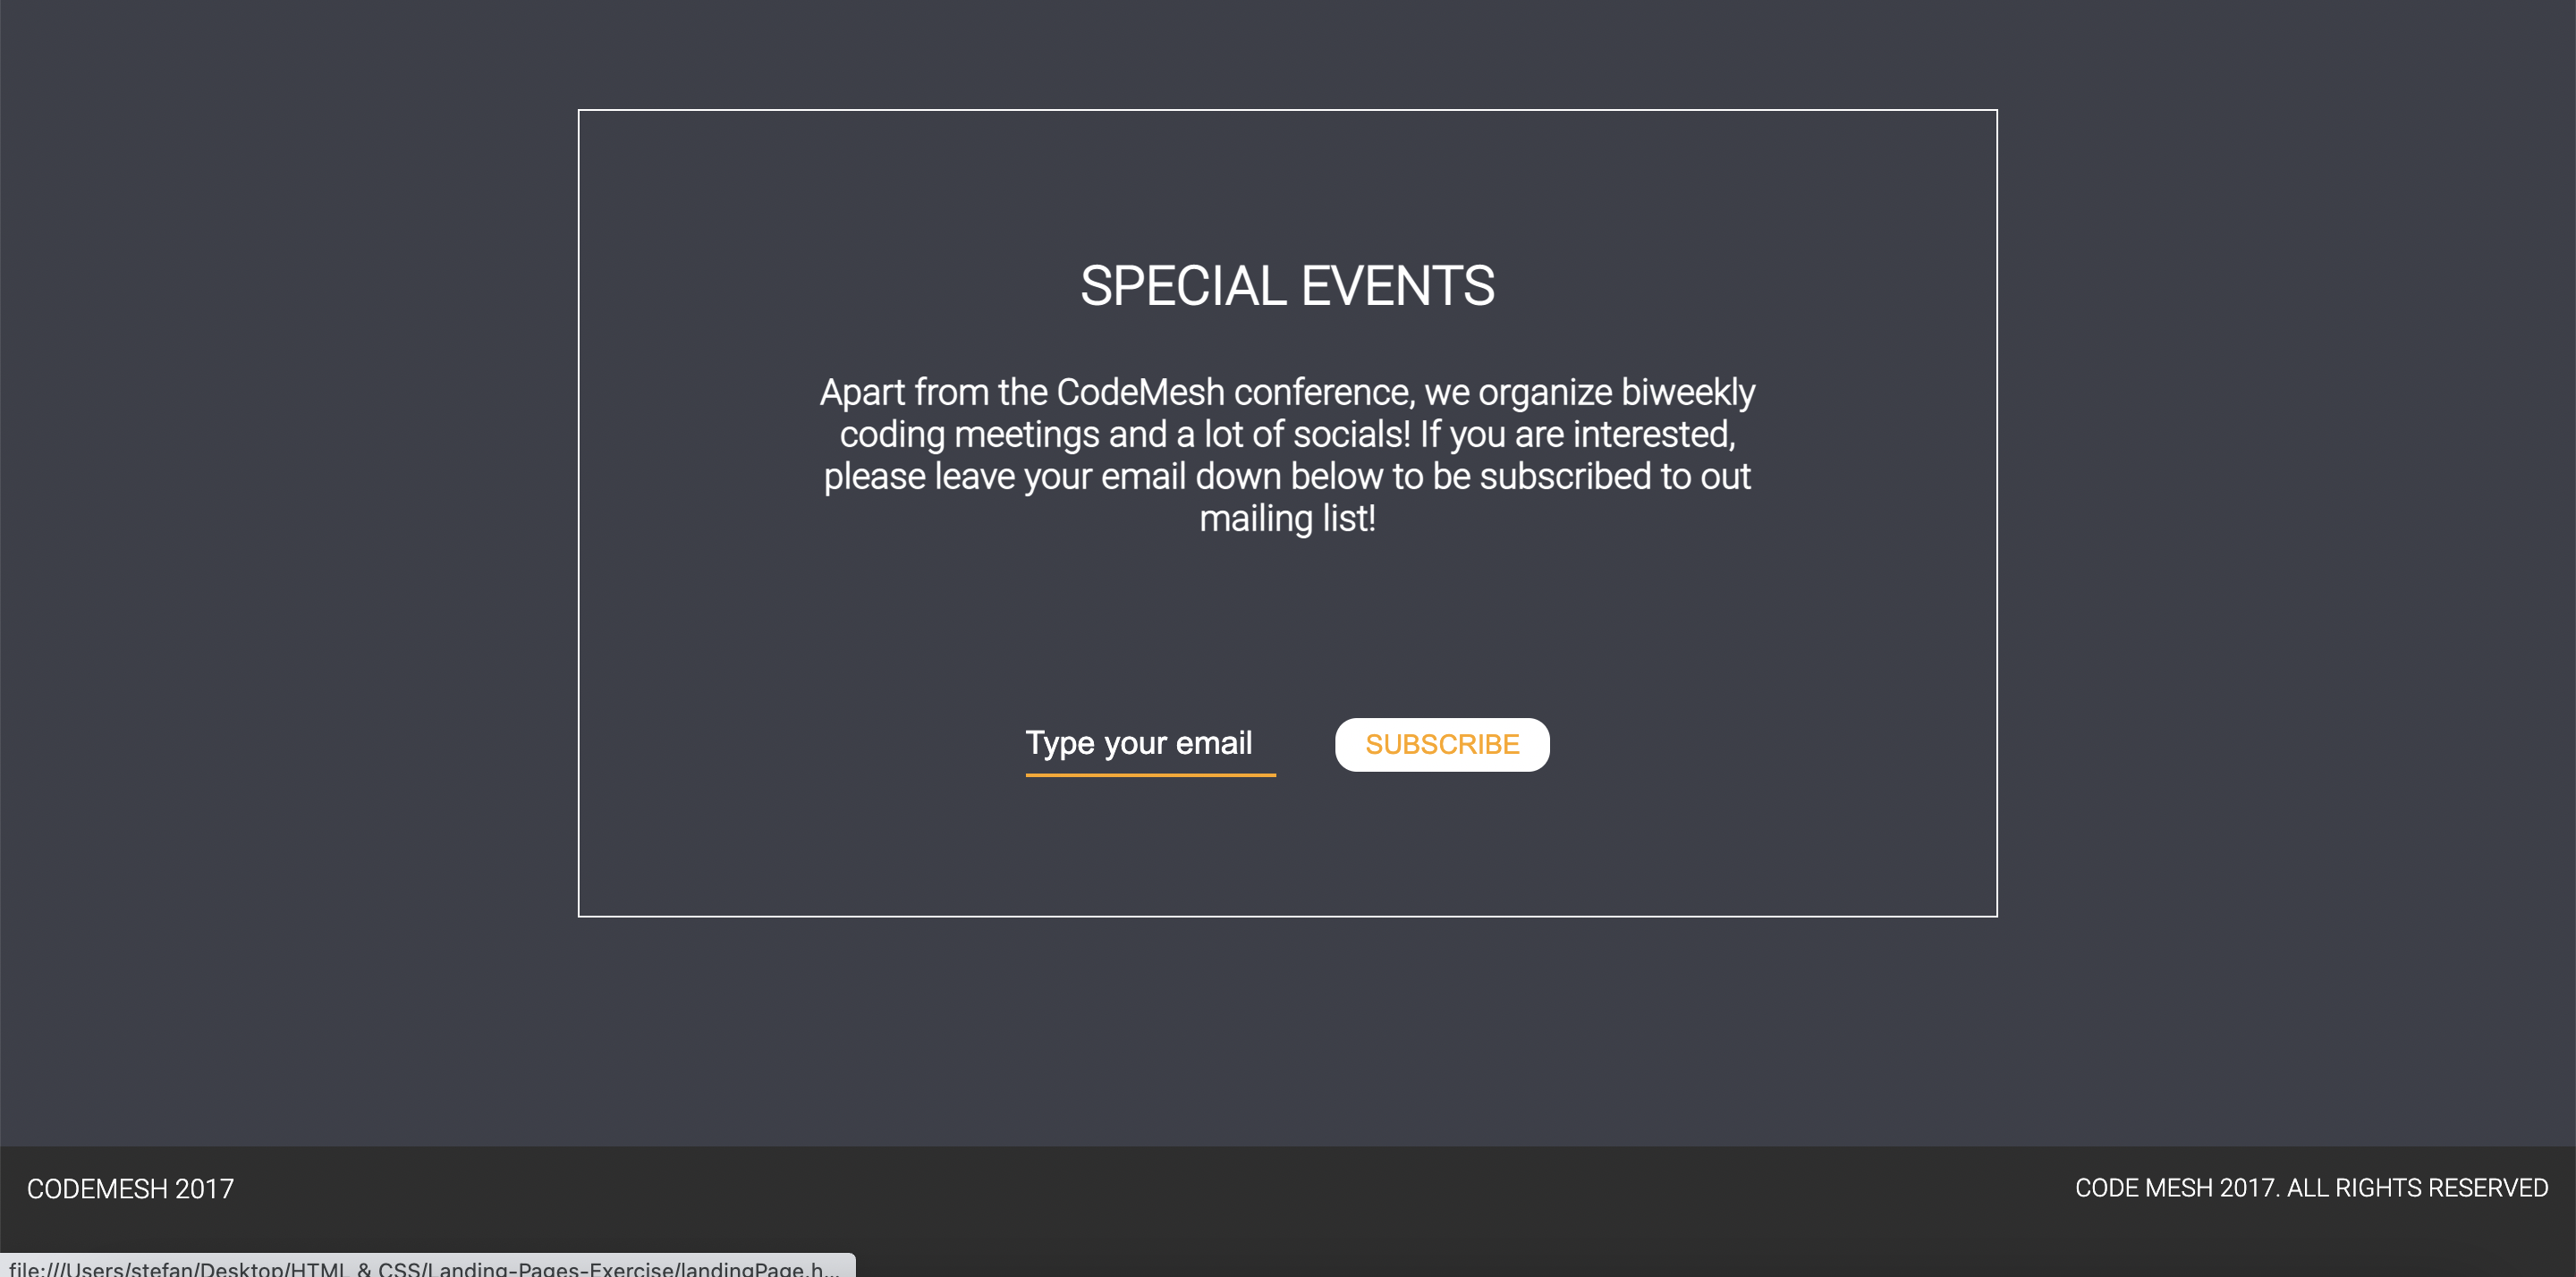 SPECIAL EVENTS
Apart from the CodeMesh conference, we organize biweekly
coding meetings and a lot of socials! If you are interested,
please leave your email down below to be subscribed to out
mailing list!
Type your email
SUBSCRIBE
CODEMESH 2017
CODE MESH 2017. ALL RIGHTS RESERVED
file:///Users/stefan/Desktop/HTML & CSS/Landing-Pages-Exercise/landingPage.h...